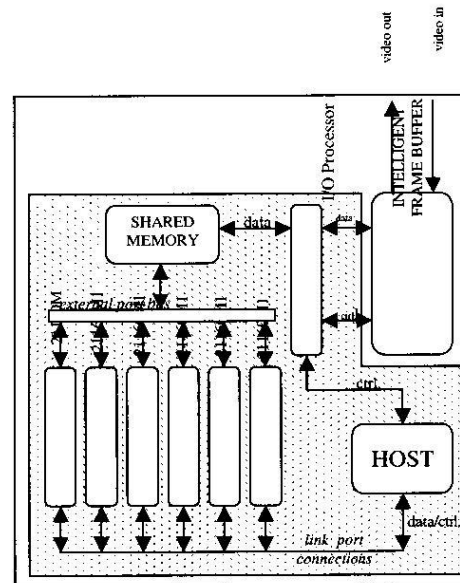 video out
video in
I/O Processor
INTELLIGENT
FRAME BUFFER
SHARED
MEMORY
data
data
external port bus
ctrl
ctrl.
HOST
data/ctrl.
link port
connections